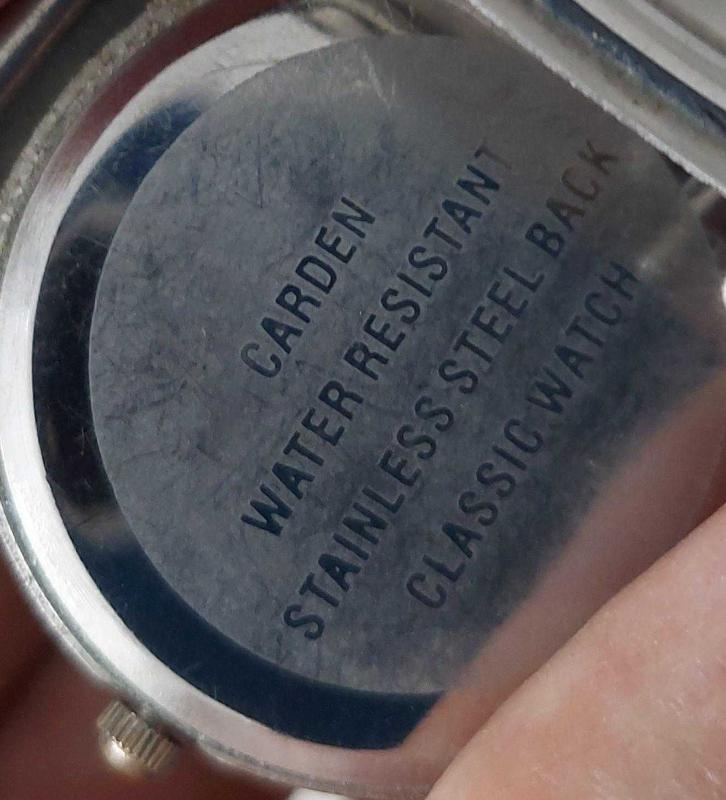 CARDEN
WATER RESISTANT
STAINLESS STEEL BACK
CLASSIC WATCH